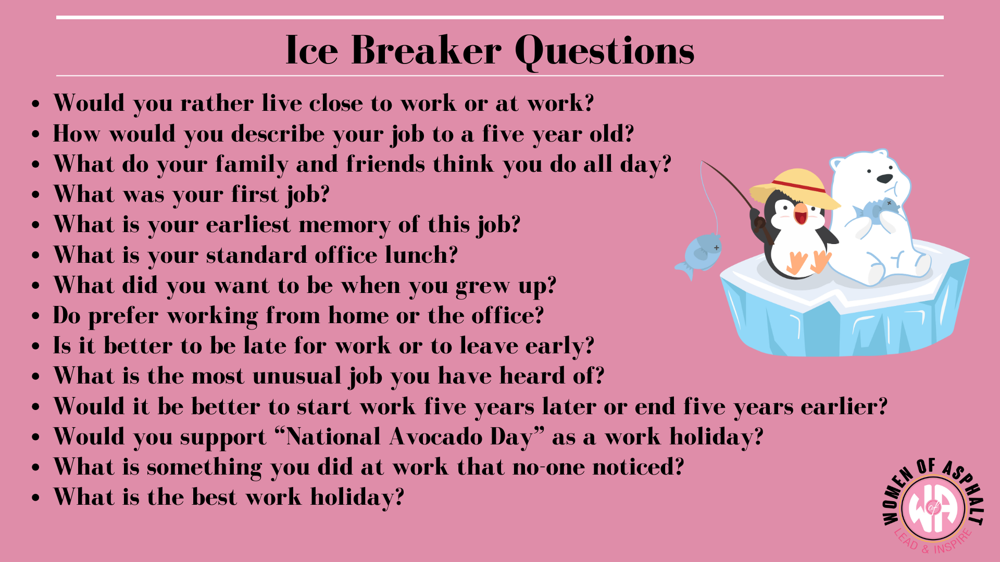 Ice Breaker Questions
• Would you rather live close to work or at work?
• How would you describe your job to a five year old?
• What do your family and friends think you do all day?
• What was your first job?
• What is your earliest memory of this job?
• What is your standard office lunch?
• What did you want to be when you grew up?
• Do prefer working from home or the office?
• Is it better to be late for work or to leave early?
• What is the most unusual job you have heard of?
• Would it be better to start work five years later or end five years earlier?
• Would you support “National Avocado Day” as a work holiday?
• What is something you did at work that no-one noticed?
• What is the best work holiday?
WOMEN OF ASPHALT
W of A
LEAD & INSPIRE